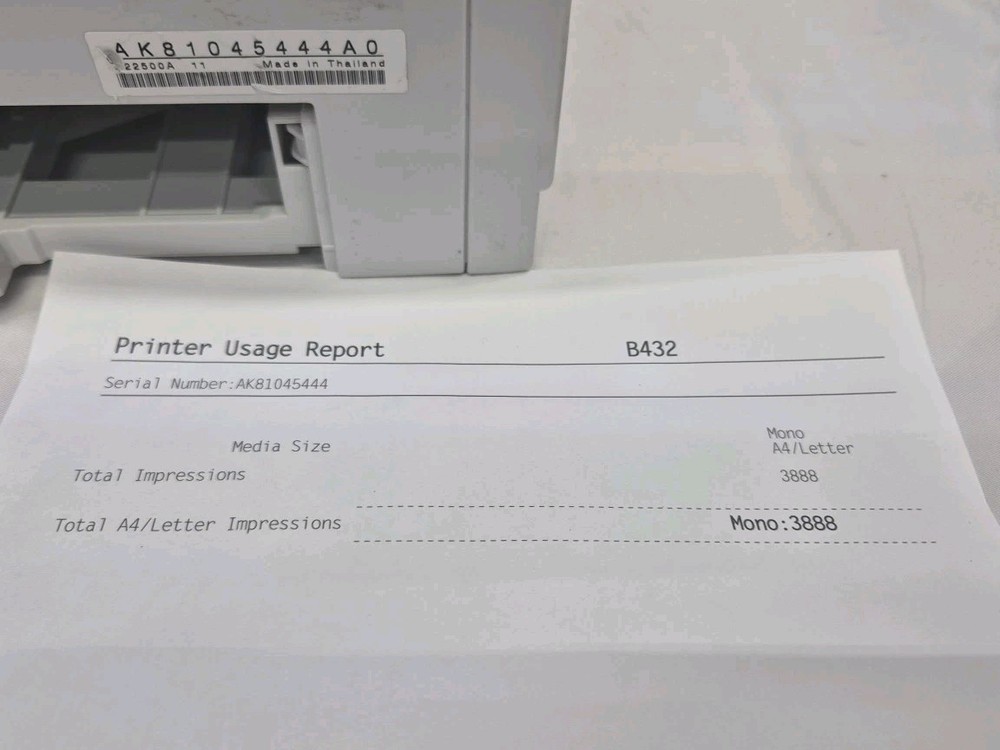 AK81045444A0
22500A 11 Made in Thailand
Printer Usage Report B432
Serial Number:AK81045444
Media Size Mono A4/Letter
Total Impressions 3888
Total A4/Letter Impressions Mono:3888